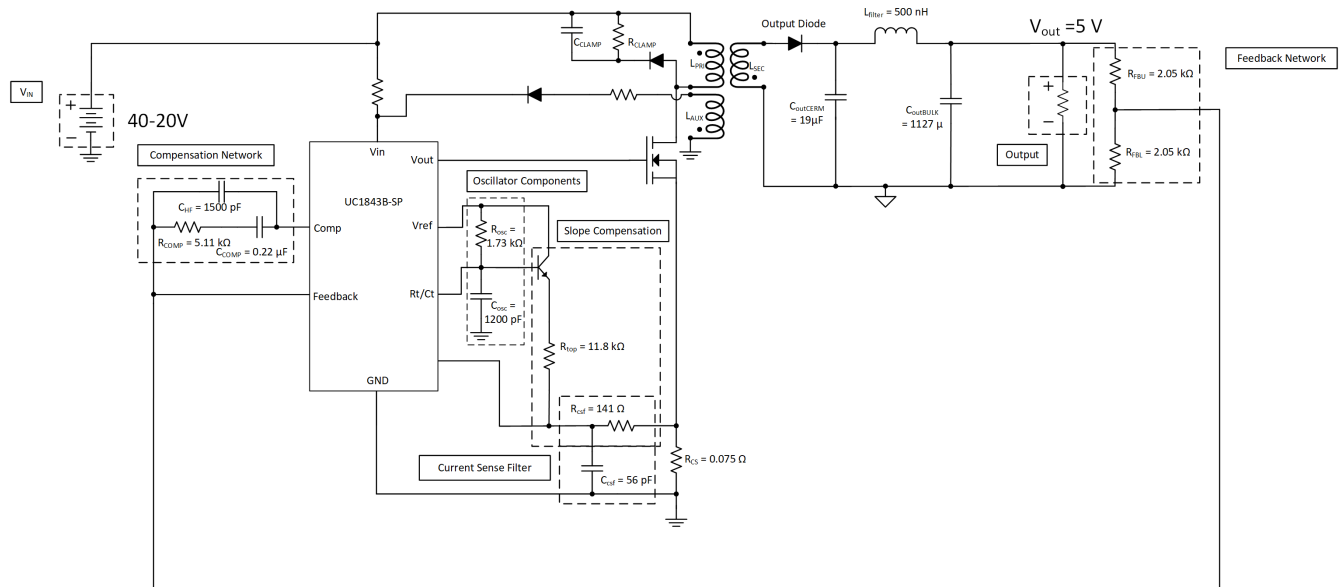 L_filter = 500 nH
Output Diode
V_out =5 V
C_CLAMP
R_CLAMP
Feedback Network
V_IN
L_PRI
L_SEC
R_FBU = 2.05 kΩ
+
−
40-20V
L_AUX
C_outCERM
= 19µF
C_outBULK
= 1127 µ
+
−
Output
R_FBL = 2.05 kΩ
Compensation Network
Vin
Vout
Oscillator Components
C_HF = 1500 pF
UC1843B-SP
R_COMP = 5.11 kΩ
C_COMP = 0.22 µF
Comp
Vref
R_osc =
1.73 kΩ
Slope Compensation
Feedback
Rt/Ct
C_osc =
1200 pF
R_top = 11.8 kΩ
GND
R_csf = 141 Ω
Current Sense Filter
C_csf = 56 pF
R_CS = 0.075 Ω